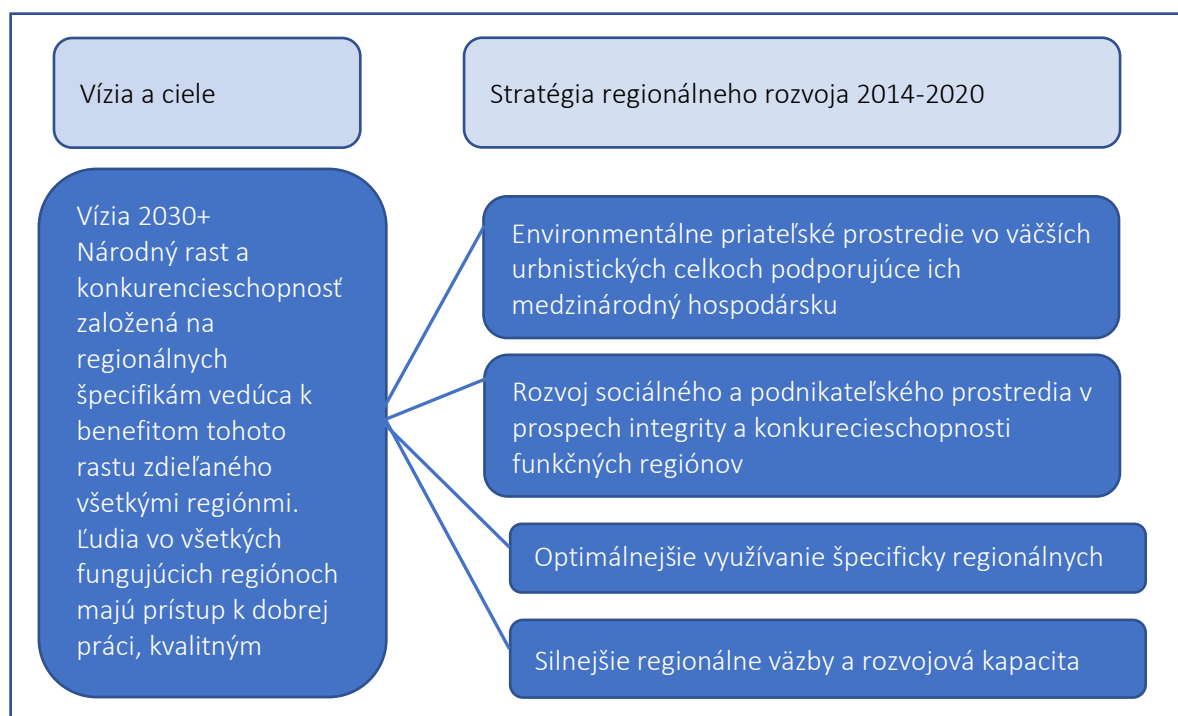 Vízia a ciele
Stratégia regionálneho rozvoja 2014-2020
Vízia 2030+
Národný rast a
konkurencieschopnosť
založená na
regionálnych
špecifikám vedúca k
benefitom tohoto
rastu zdieľaného
všetkými regiónmi.
Ľudia vo všetkých
fungujúcich regiónoch
majú prístup k dobrej
práci, kvalitným
Environmentálne priateľské prostredie vo väčších
urbnistických celkoch podporujúce ich
medzinárodný hospodársku
Rozvoj sociálného a podnikateľského prostredia v
prospech integrity a konkurecieschopnosti
funkčných regiónov
Optimálnejšie využívanie špecificky regionálnych
Silnejšie regionálne väzby a rozvojová kapacita